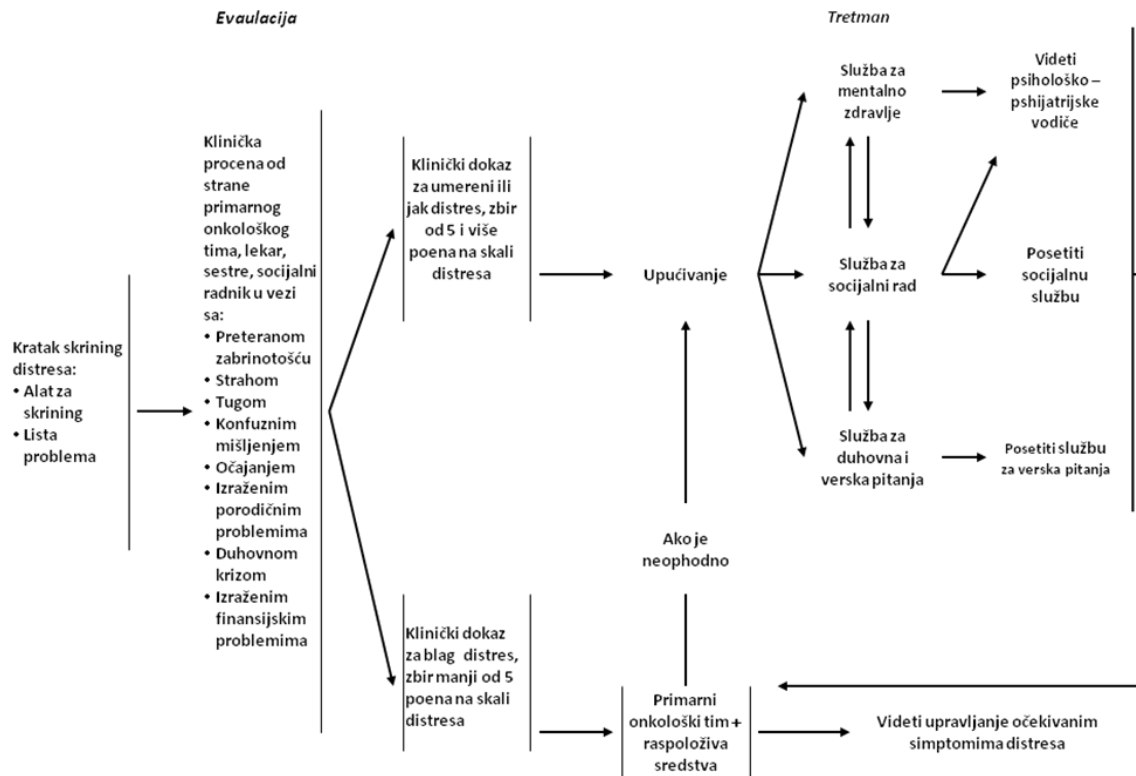 Evaulacija
Tretman
Kratak skrining
distresa:
• Alat za
skrining
• Lista
problema
Klinička
procena od
strane
primarnog
onkološkog
tima, lekar,
sestre, socijalni
radnik u vezi
sa:
• Preteranom
zabrinotošću
• Strahom
• Tugom
• Konfuznim
mišljenjem
• Očajanjem
• Izraženim
porodičnim
problemima
• Duhovnom
krizom
• Izraženim
finansijskim
problemima
Klinički dokaz
za umereni ili
jak distres, zbir
od 5 i više
poena na skali
distresa
Klinički dokaz
za blag distres,
zbir manji od 5
poena na skali
distresa
Upućivanje
Ako je
neophodno
Primarni
onkološki tim +
raspoloživa
sredstva
Služba za
mentalno
zdravlje
Služba za
socijalni rad
Služba za
duhovna i
verska pitanja
Videti
psihološko –
pshijatrijske
vodiče
Posetiti
socijalnu
službu
Posetiti službu
za verska pitanja
Videti upravljanje očekivanim
simptomima distresa